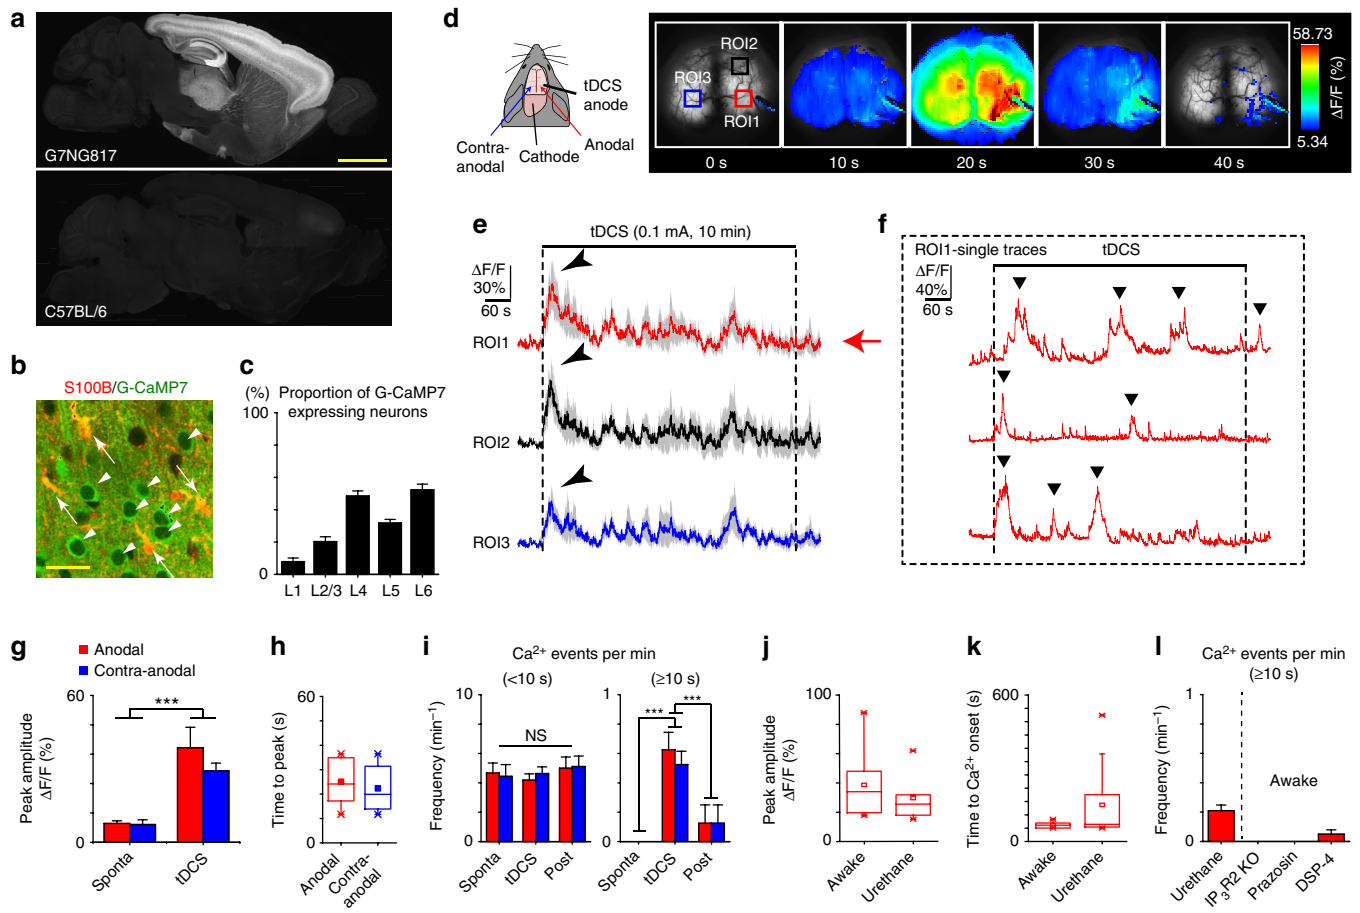 a
G7NG817
C57BL/6
b
S100B/G-CaMP7
c
(%)
Proportion of G-CaMP7
expressing neurons
100
0
L1 L2/3 L4 L5 L6
d
tDCS
anode
Contra-
anodal
Cathode
Anodal
ROI2
ROI3
ROI1
0 s 10 s 20 s 30 s 40 s
58.73
5.34
ΔF/F (%)
e
tDCS (0.1 mA, 10 min)
ΔF/F
30%
60 s
ROI1
ROI2
ROI3
f
ROI1-single traces
tDCS
ΔF/F
40%
60 s
g
Anodal
Contra-anodal
Peak amplitude
ΔF/F (%)
60
0
***
Sponta
tDCS
h
Time to peak (s)
60
0
Anodal
Contra-
anodal
i
Ca²⁺ events per min
(<10 s)
(≥10 s)
Frequency (min⁻¹)
10
0
NS
Sponta
tDCS
Post
1
0
***
***
Sponta
tDCS
Post
j
Peak amplitude
ΔF/F (%)
100
0
Awake
Urethane
k
Time to Ca²⁺ onset (s)
600
0
Awake
Urethane
l
Ca²⁺ events per min
(≥10 s)
Frequency (min⁻¹)
1
0
Awake
Urethane
IP₃R2 KO
Prazosin
DSP-4